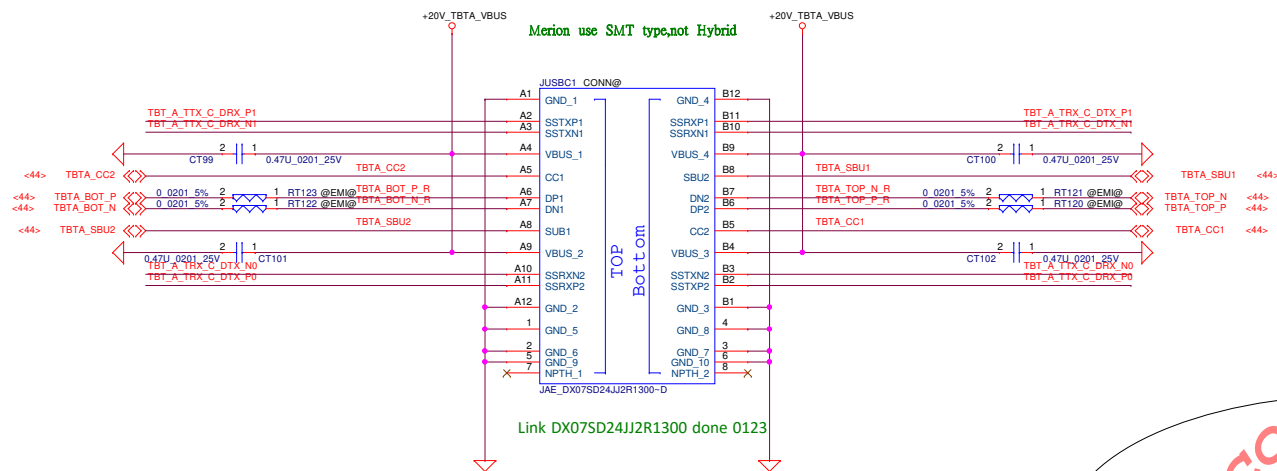 +20V_TBTA_VBUS
+20V_TBTA_VBUS
Merion use SMT type,not Hybrid
JUSBC1 CONN@
A1 GND_1 GND_4 B12
TBT_A_TTX_C_DRX_P1 A2 SSTXP1 SSRXP1 B11 TBT_A_TRX_C_DTX_P1
TBT_A_TTX_C_DRX_N1 A3 SSTXN1 SSRXN1 B10 TBT_A_TRX_C_DTX_N1
2 1 A4 VBUS_1 VBUS_4 B9 2 1
CT99 0.47U_0201_25V CT100 0.47U_0201_25V
<44> TBTA_CC2 A5 CC1 SBU2 B8 TBTA_SBU1 TBTA_SBU1 <44>
<44> TBTA_BOT_P 0_0201_5% 2 1 RT123 @EMI@ TBTA_BOT_P_R A6 DP1 DN2 B7 TBTA_TOP_N_R 0_0201_5% 2 1 RT121 @EMI@ TBTA_TOP_N <44>
<44> TBTA_BOT_N 0_0201_5% 2 1 RT122 @EMI@ TBTA_BOT_N_R A7 DN1 DP2 B6 TBTA_TOP_P_R 0_0201_5% 2 1 RT120 @EMI@ TBTA_TOP_P <44>
<44> TBTA_SBU2 TBTA_SBU2 A8 SUB1 CC2 B5 TBTA_CC1 TBTA_CC1 <44>
2 1 A9 VBUS_2 VBUS_3 B4 2 1
0.47U_0201_25V CT101 CT102 0.47U_0201_25V
TBT_A_TRX_C_DTX_N0 A10 SSRXN2 SSTXN2 B3 TBT_A_TTX_C_DRX_N0
TBT_A_TRX_C_DTX_P0 A11 SSRXP2 SSTXP2 B2 TBT_A_TTX_C_DRX_P0
TOP
Bottom
A12 GND_2 GND_3 B1
1 GND_5 GND_8 4
2 GND_6 GND_7 3
5 GND_9 GND_10 6
7 NPTH_1 NPTH_2 8
JAE_DX07SD24JJ2R1300~D
Link DX07SD24JJ2R1300 done 0123